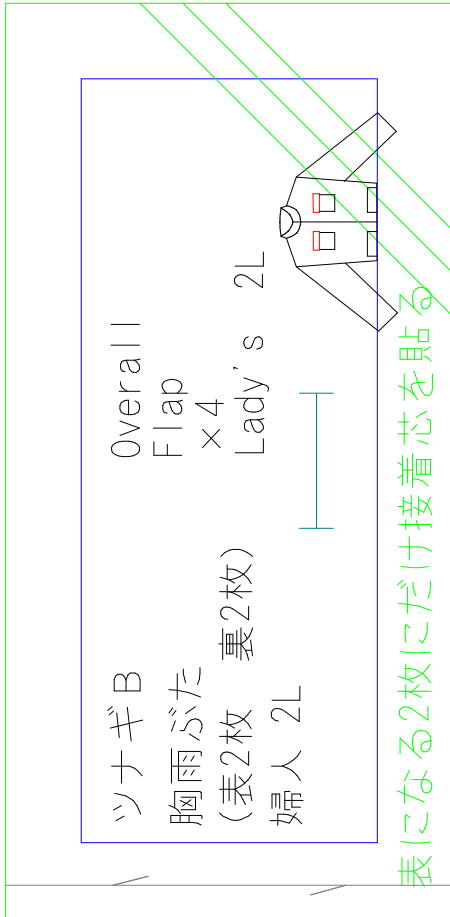 ツナギB
胸雨ぶた
(表2枚 裏2枚)
婦人 2L
Overall
Flap
×4
Lady's 2L
表になる2枚にだけ接着芯を貼る